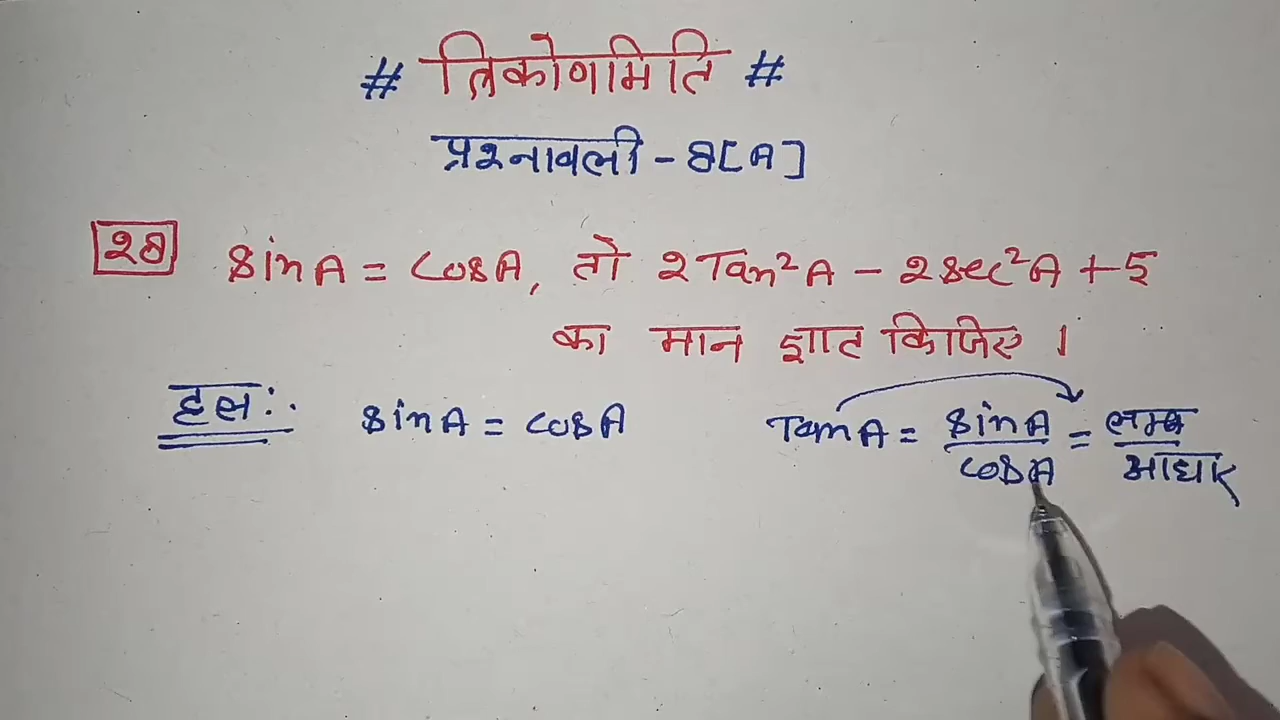 # त्रिकोणमिति #
प्रश्नावली - 8[A]
28 sinA = cosA, तो 2Tan²A - 2sec²A + 5
का मान ज्ञात किजिए ।
हल:. sinA = cosA TanA = sinA/cosA = लम्ब/आधार